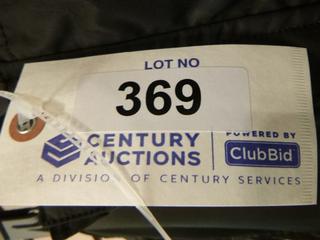 LOT NO
369
CENTURY
AUCTIONS
POWERED BY
ClubBid
A DIVISION OF CENTURY SERVICES